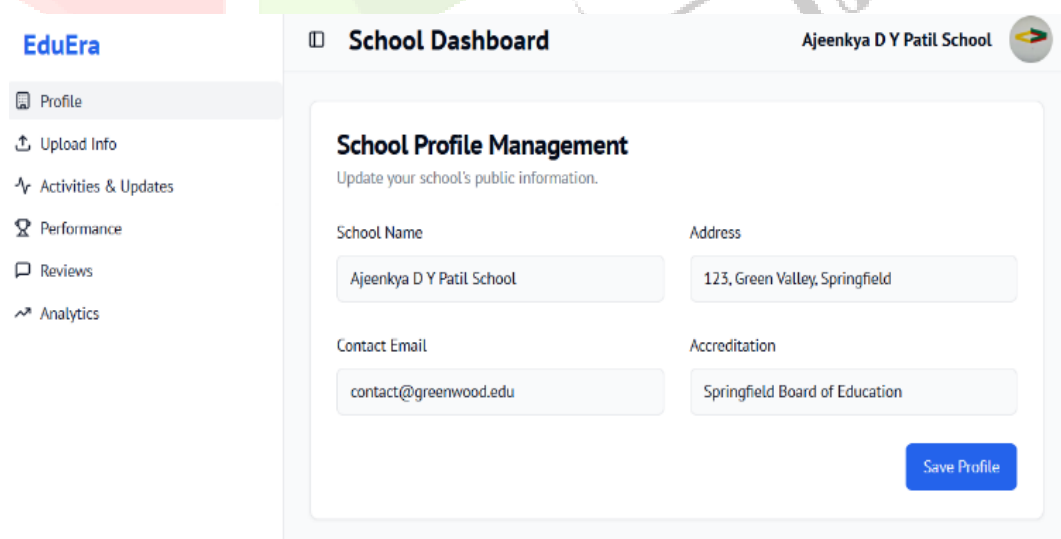 EduEra
School Dashboard
Ajeenkya D Y Patil School
Profile
Upload Info
Activities & Updates
Performance
Reviews
Analytics
School Profile Management
Update your school's public information.
School Name
Address
Ajeenkya D Y Patil School
123, Green Valley, Springfield
Contact Email
Accreditation
contact@greenwood.edu
Springfield Board of Education
Save Profile